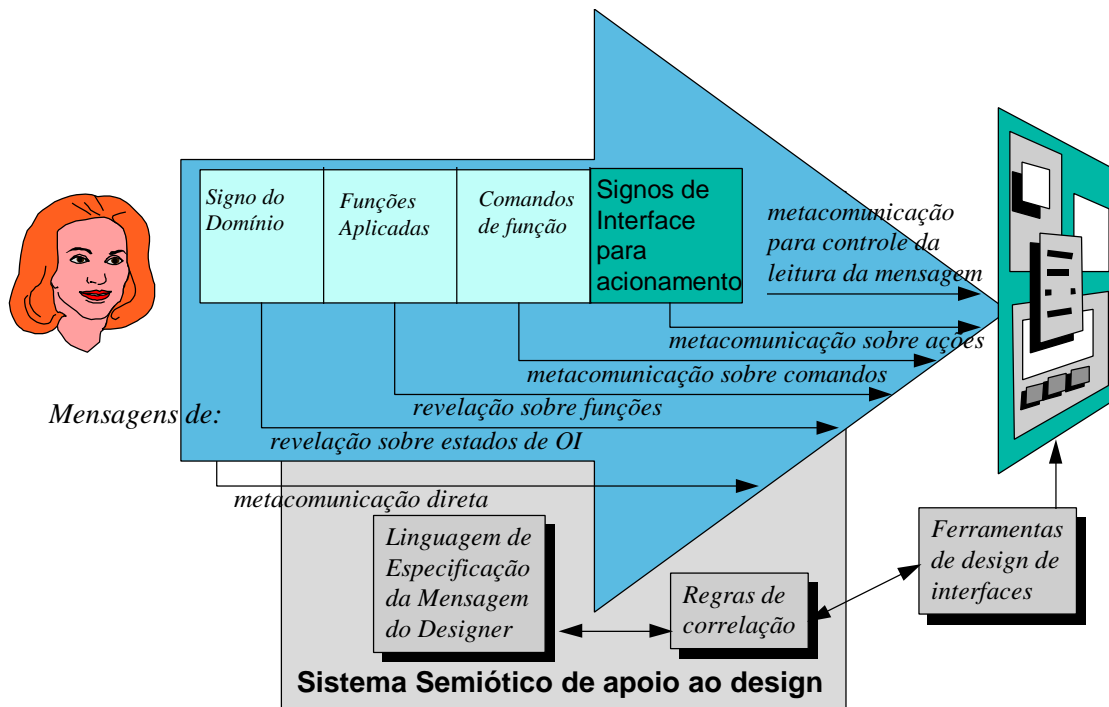 Signo do
Domínio
Funções
Aplicadas
Comandos
de função
Signos de
Interface
para
acionamento
metacomunicação
para controle da
leitura da mensagem
metacomunicação sobre ações
metacomunicação sobre comandos
revelação sobre funções
Mensagens de:
revelação sobre estados de OI
metacomunicação direta
Linguagem de
Especificação
da Mensagem
do Designer
Regras de
correlação
Ferramentas
de design de
interfaces
Sistema Semiótico de apoio ao design